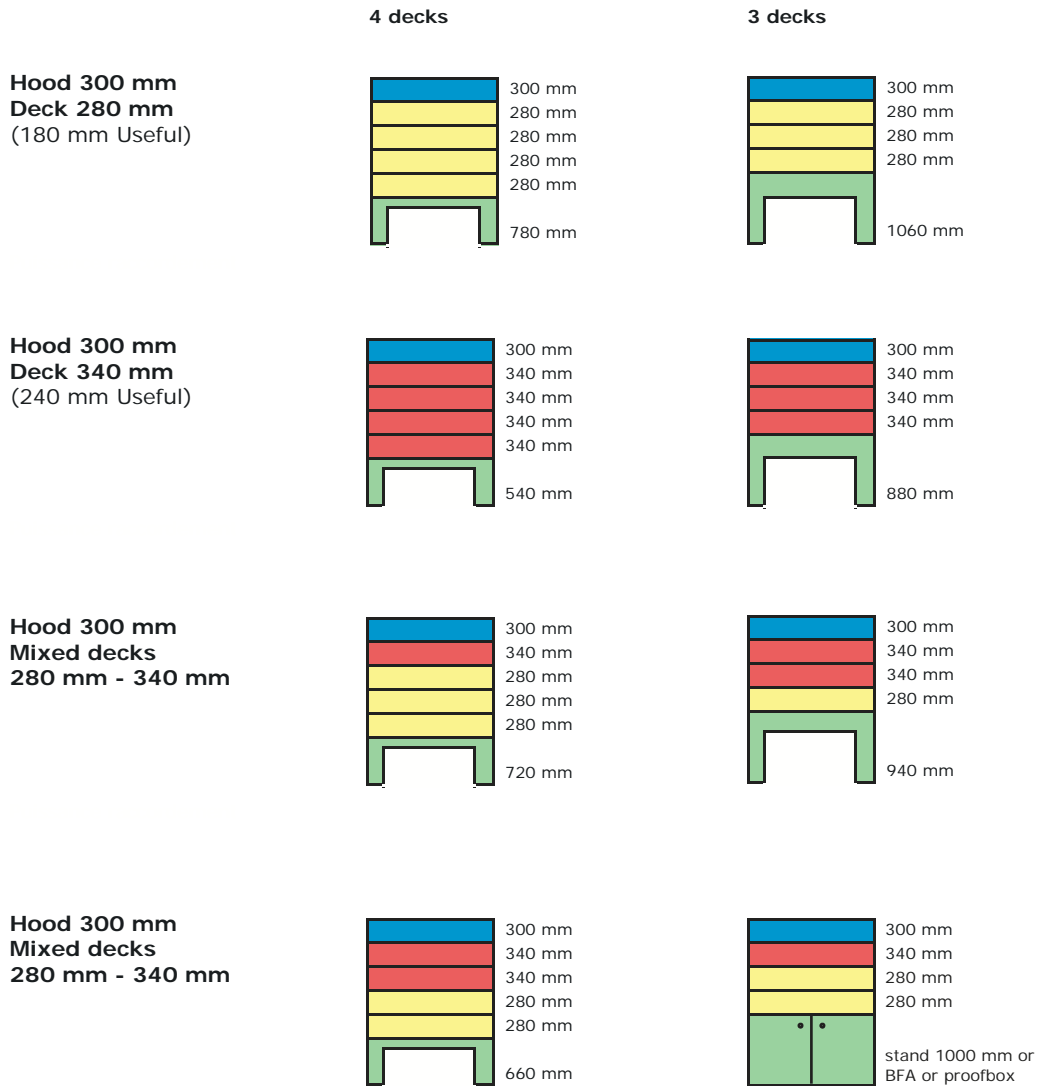 4 decks
3 decks
Hood 300 mm
Deck 280 mm
(180 mm Useful)
300 mm
280 mm
280 mm
280 mm
280 mm
780 mm
300 mm
280 mm
280 mm
280 mm
1060 mm
Hood 300 mm
Deck 340 mm
(240 mm Useful)
300 mm
340 mm
340 mm
340 mm
340 mm
540 mm
300 mm
340 mm
340 mm
340 mm
880 mm
Hood 300 mm
Mixed decks
280 mm - 340 mm
300 mm
340 mm
280 mm
280 mm
280 mm
720 mm
300 mm
340 mm
340 mm
280 mm
940 mm
Hood 300 mm
Mixed decks
280 mm - 340 mm
300 mm
340 mm
340 mm
280 mm
280 mm
660 mm
300 mm
340 mm
280 mm
280 mm
stand 1000 mm or
BFA or proofbox